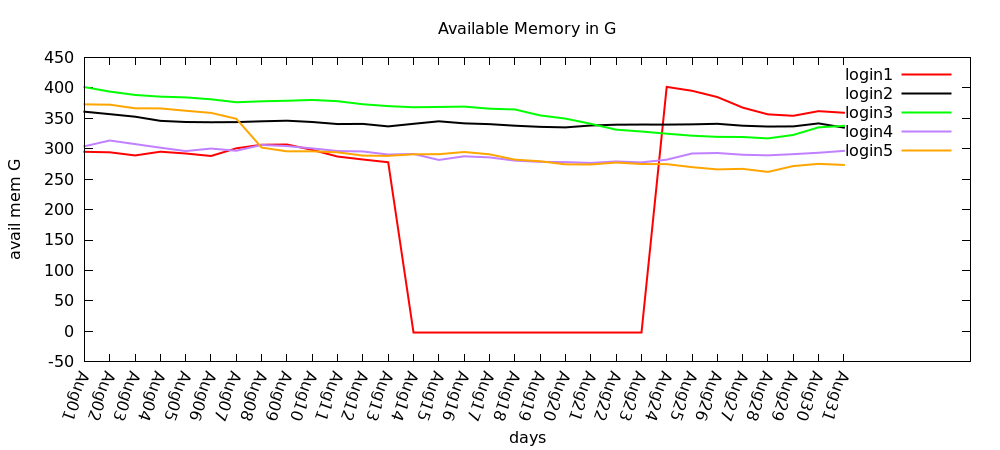 Available Memory in G
450
400
350
300
250
200
150
100
50
0
-50
avail mem G
login1
login2
login3
login4
login5
Aug01
Aug02
Aug03
Aug04
Aug05
Aug06
Aug07
Aug08
Aug09
Aug10
Aug11
Aug12
Aug13
Aug14
Aug15
Aug16
Aug17
Aug18
Aug19
Aug20
Aug21
Aug22
Aug23
Aug24
Aug25
Aug26
Aug27
Aug28
Aug29
Aug30
Aug31
days